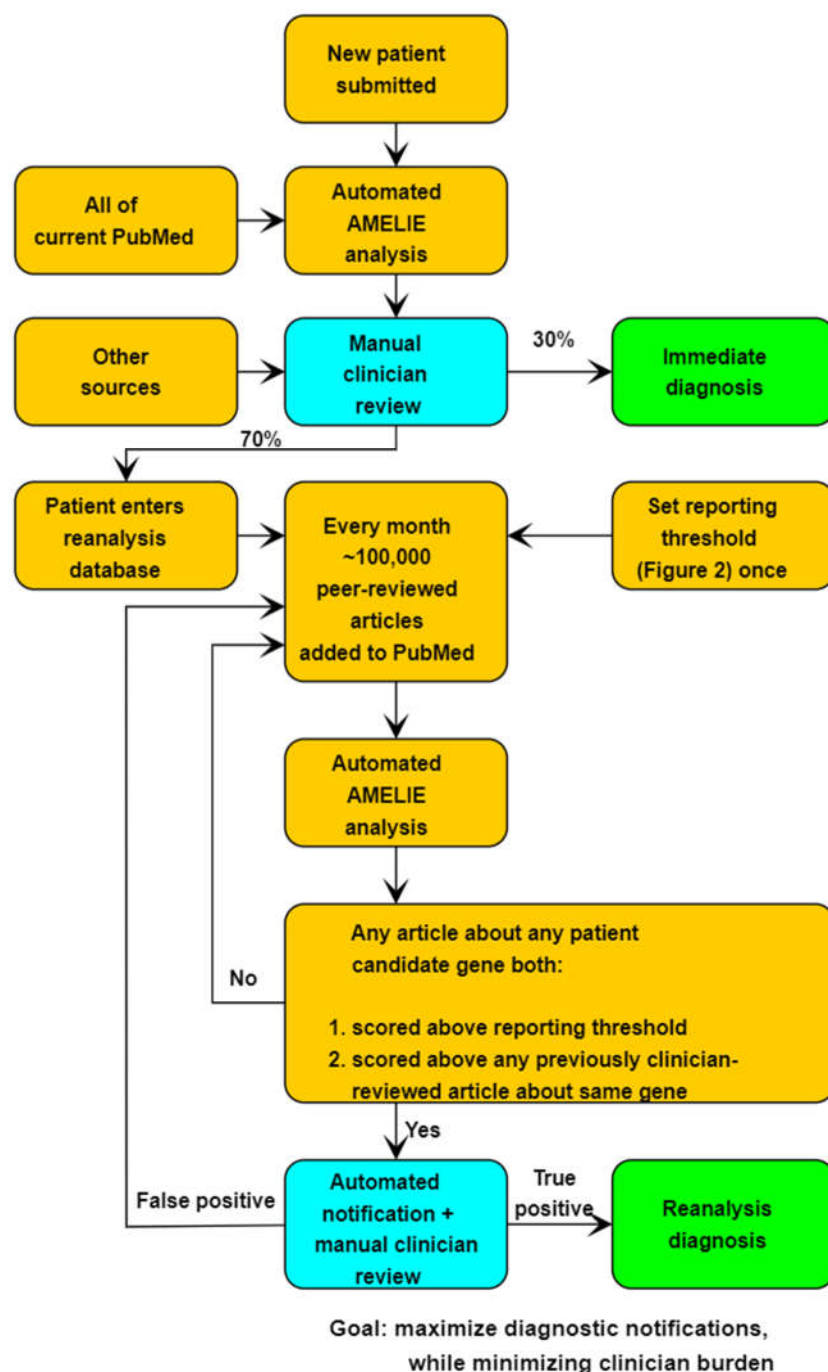 New patient
submitted
All of
current PubMed
Automated
AMELIE
analysis
Other
sources
Manual
clinician
review
30%
Immediate
diagnosis
70%
Patient enters
reanalysis
database
Every month
~100,000
peer-reviewed
articles
added to PubMed
Set reporting
threshold
(Figure 2) once
Automated
AMELIE
analysis
Any article about any patient
candidate gene both:
1. scored above reporting threshold
2. scored above any previously clinician-
reviewed article about same gene
No
Yes
False positive
Automated
notification +
manual clinician
review
True
positive
Reanalysis
diagnosis
Goal: maximize diagnostic notifications,
while minimizing clinician burden